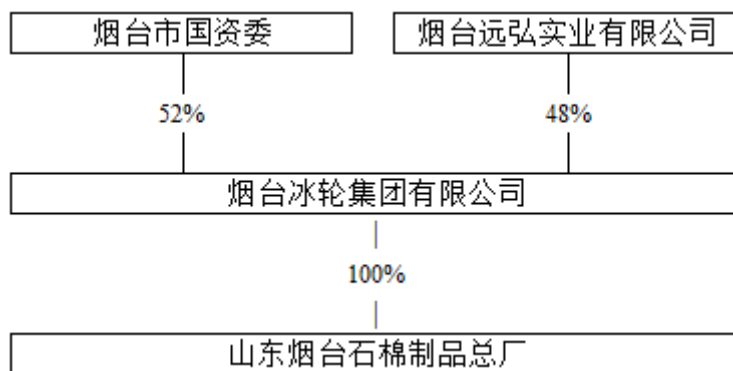 烟台市国资委
烟台远弘实业有限公司
52%
48%
烟台冰轮集团有限公司
100%
山东烟台石棉制品总厂